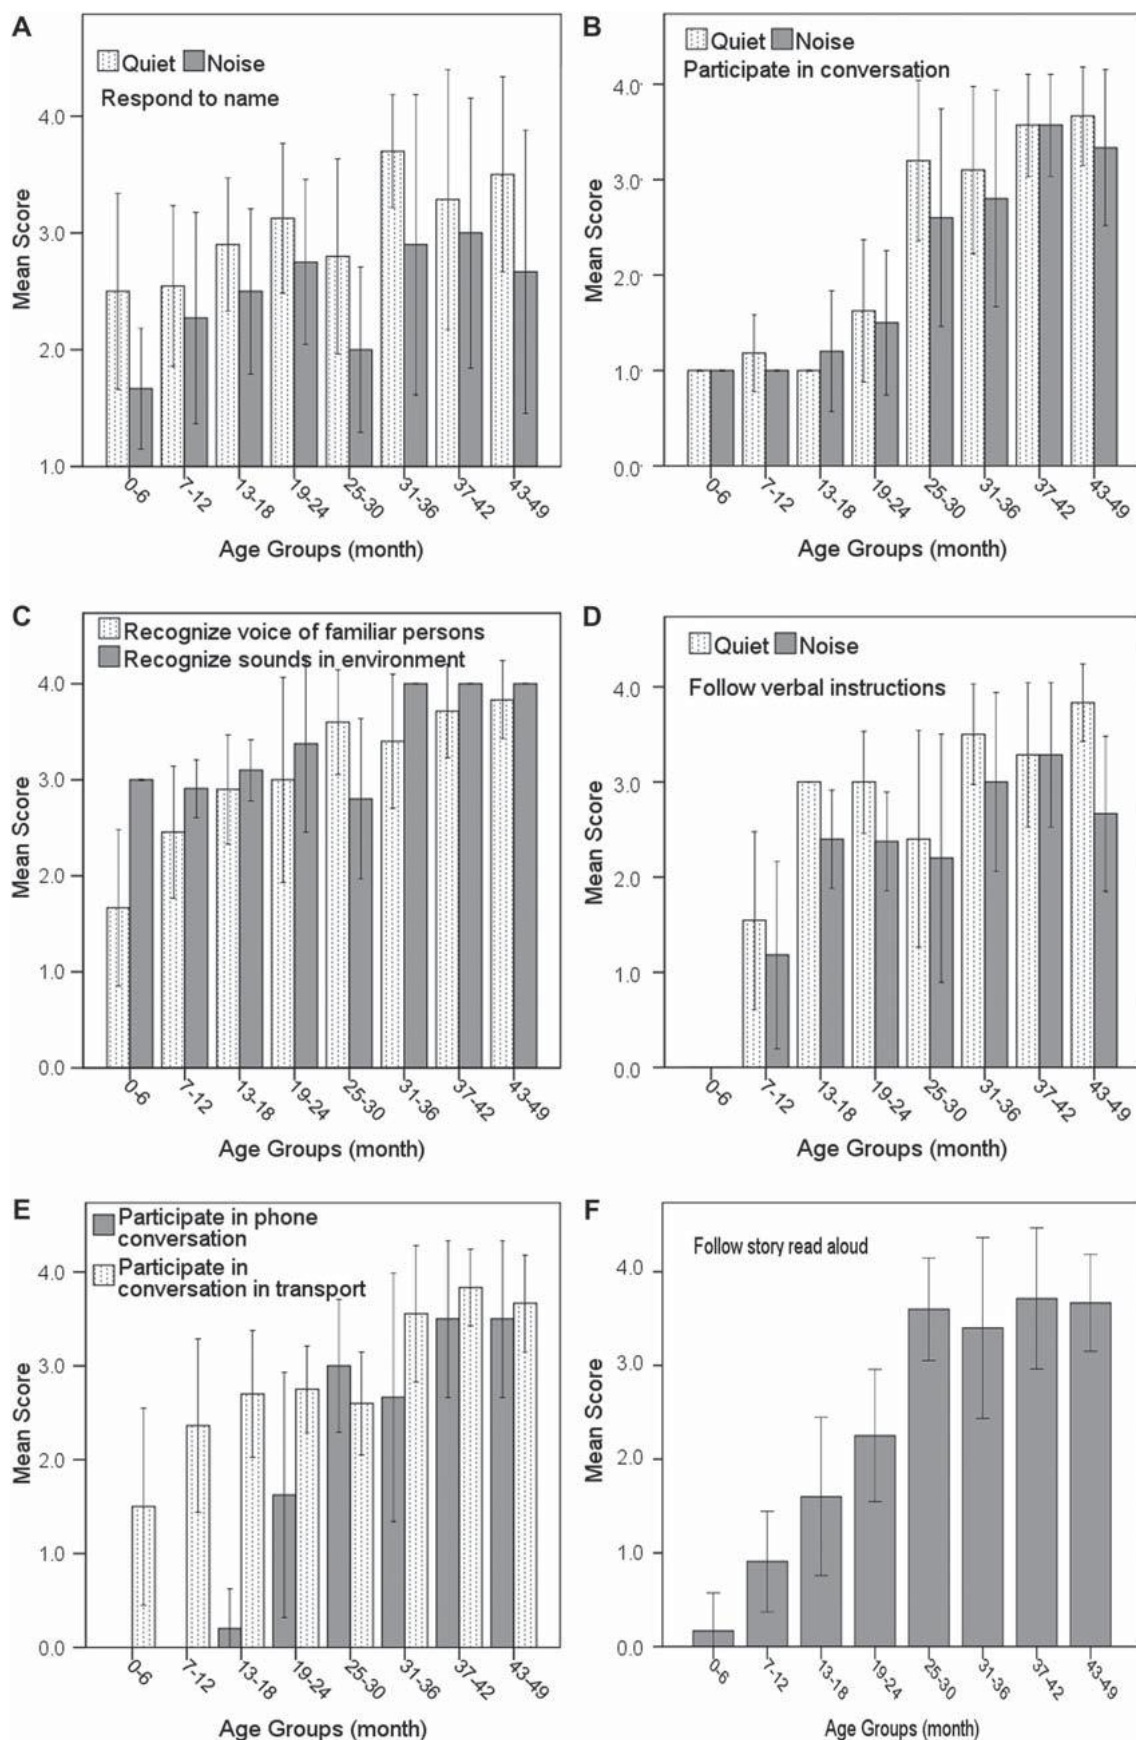 A
Quiet Noise
Respond to name
Mean Score
4.0
3.0
2.0
1.0
0-6
7-12
13-18
19-24
25-30
31-36
37-42
43-49
Age Groups (month)
B
Quiet Noise
Participate in conversation
Mean Score
4.0
3.0
2.0
1.0
0.0
0-6
7-12
13-18
19-24
25-30
31-36
37-42
43-49
Age Groups (month)
C
Recognize voice of familiar persons
Recognize sounds in environment
Mean Score
4.0
3.0
2.0
1.0
0.0
0-6
7-12
13-18
19-24
25-30
31-36
37-42
43-49
Age Groups (month)
D
Quiet Noise
Follow verbal instructions
Mean Score
4.0
3.0
2.0
1.0
0.0
0-6
7-12
13-18
19-24
25-30
31-36
37-42
43-49
Age Groups (month)
E
Participate in phone
conversation
Participate in
conversation in transport
Mean Score
4.0
3.0
2.0
1.0
0.0
0-6
7-12
13-18
19-24
25-30
31-36
37-42
43-49
Age Groups (month)
F
Follow story read aloud
Mean Score
4.0
3.0
2.0
1.0
0.0
0-6
7-12
13-18
19-24
25-30
31-36
37-42
43-49
Age Groups (month)